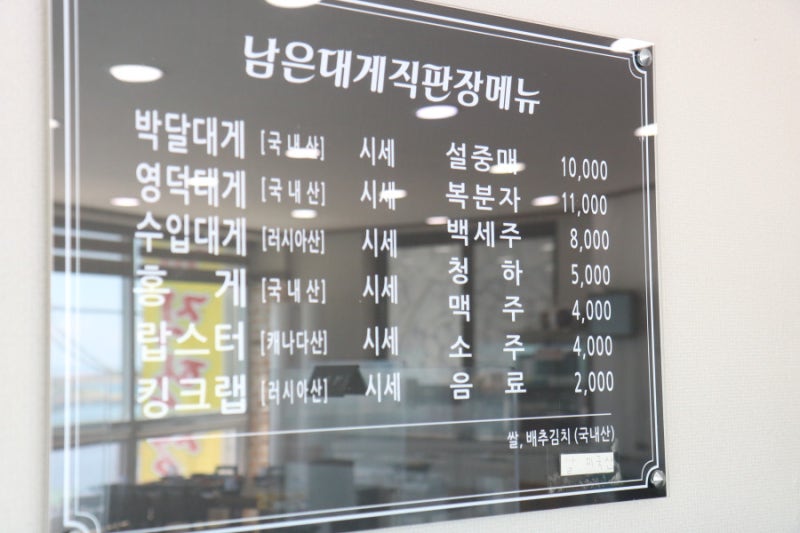 남은대게직판장메뉴
박달대게 [국내산] 시세
영덕대게 [국내산] 시세
수입대게 [러시아산] 시세
홍게 [국내산] 시세
랍스터 [캐나다산] 시세
킹크랩 [러시아산] 시세
설중매 10,000
복분자 11,000
백세주 8,000
청하 5,000
맥주 4,000
소주 4,000
음료 2,000
쌀, 배추김치 (국내산)